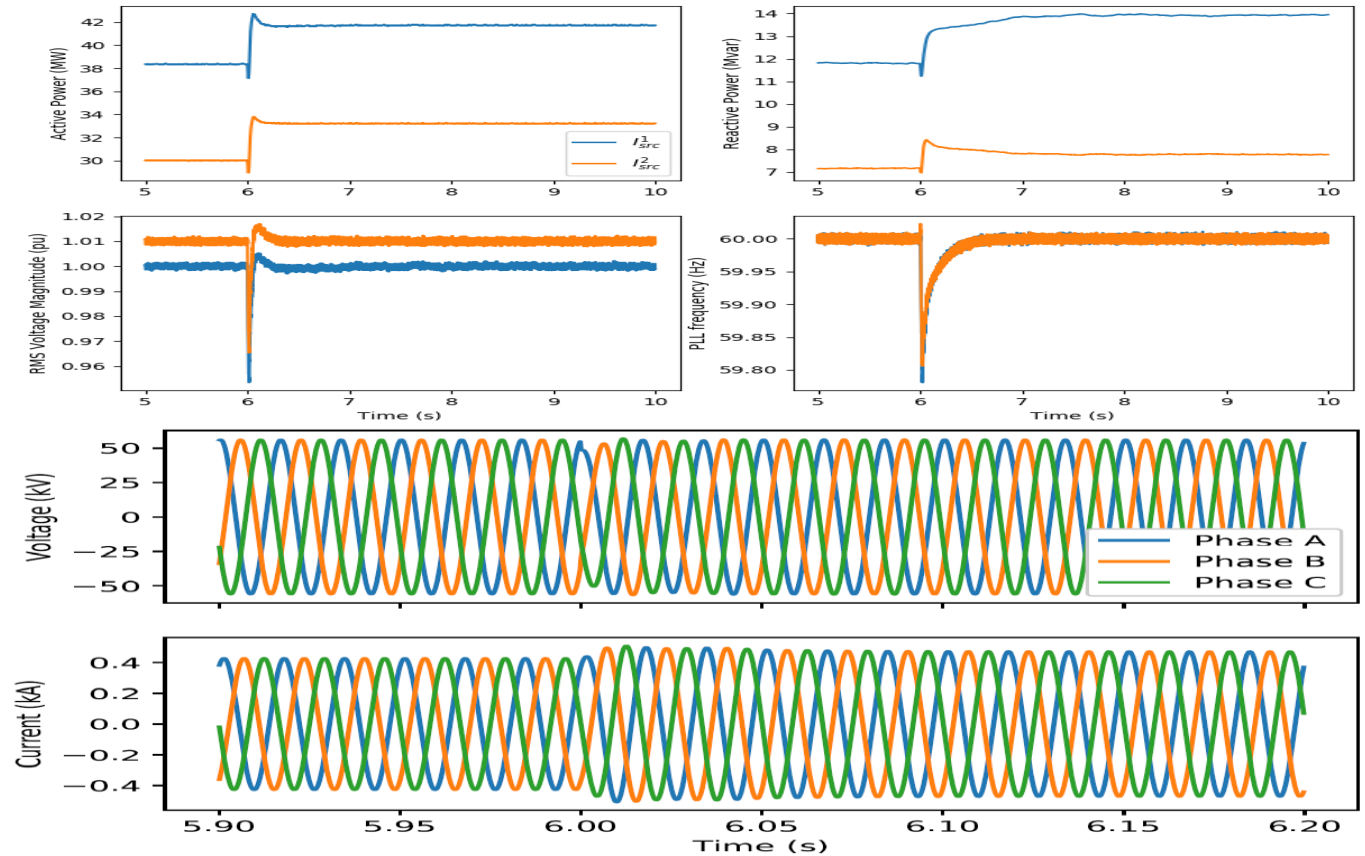 Active Power (MW)
42
40
38
36
34
32
30
5 6 7 8 9 10
I¹src
I²src
Reactive Power (Mvar)
14
13
12
11
10
9
8
7
5 6 7 8 9 10
RMS Voltage Magnitude (pu)
1.02
1.01
1.00
0.99
0.98
0.97
0.96
5 6 7 8 9 10
Time (s)
PLL frequency (Hz)
60.00
59.95
59.90
59.85
59.80
5 6 7 8 9 10
Time (s)
Voltage (kV)
50
25
0
−25
−50
Phase A
Phase B
Phase C
Current (kA)
0.4
0.2
0.0
−0.2
−0.4
5.90 5.95 6.00 6.05 6.10 6.15 6.20
Time (s)